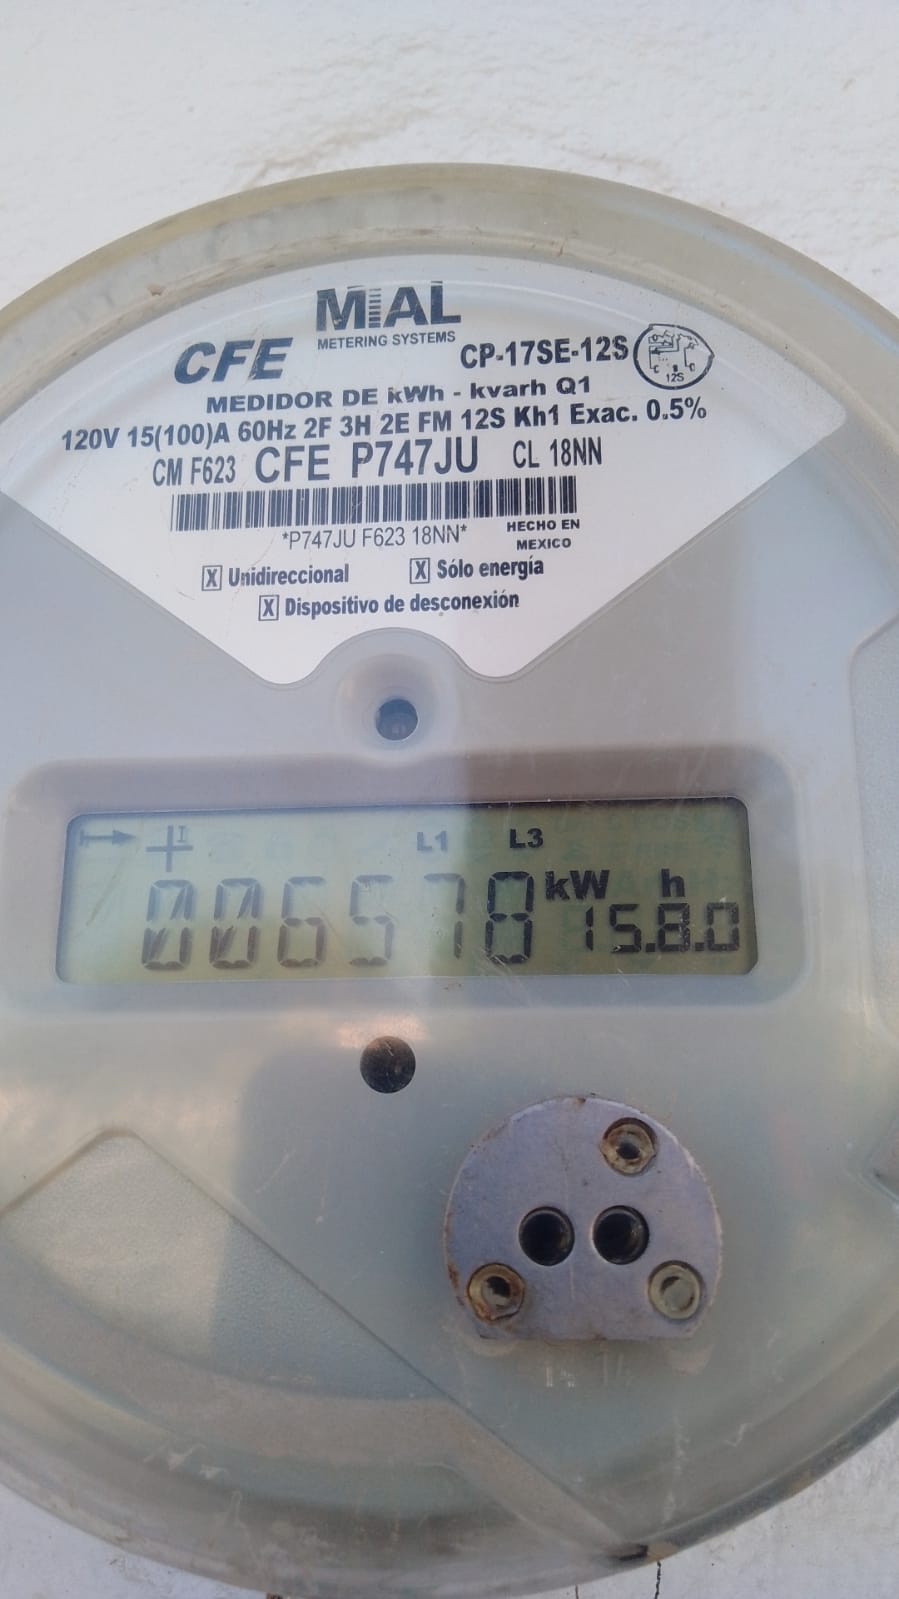 MIAL
METERING SYSTEMS
CFE
CP-17SE-12S
12S
MEDIDOR DE kWh - kvarh Q1
120V 15(100)A 60Hz 2F 3H 2E FM 12S Kh1 Exac. 0.5%
CM F623 CFE P747JU CL 18NN
*P747JU F623 18NN*
HECHO EN
MEXICO
X Unidireccional X Sólo energía
X Dispositivo de desconexión
L1 L3
006578 kW h 15.8.0